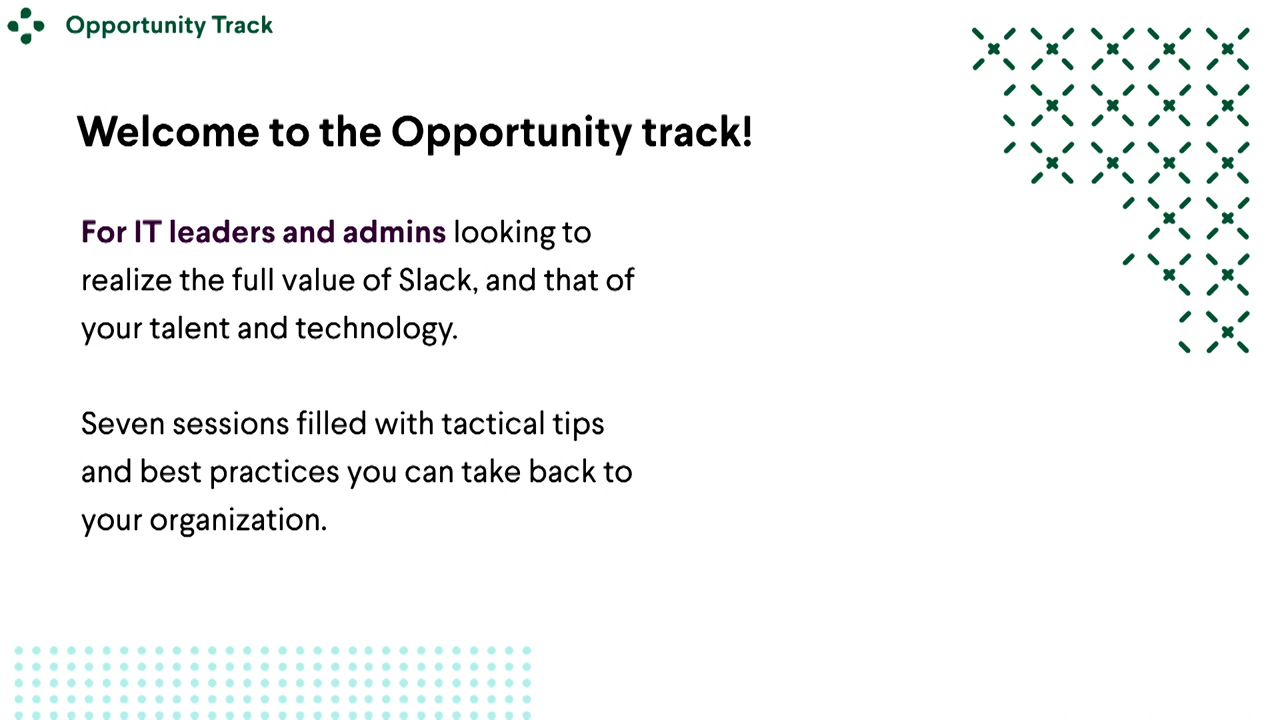 Opportunity Track
Welcome to the Opportunity track!
For IT leaders and admins looking to
realize the full value of Slack, and that of
your talent and technology.
Seven sessions filled with tactical tips
and best practices you can take back to
your organization.